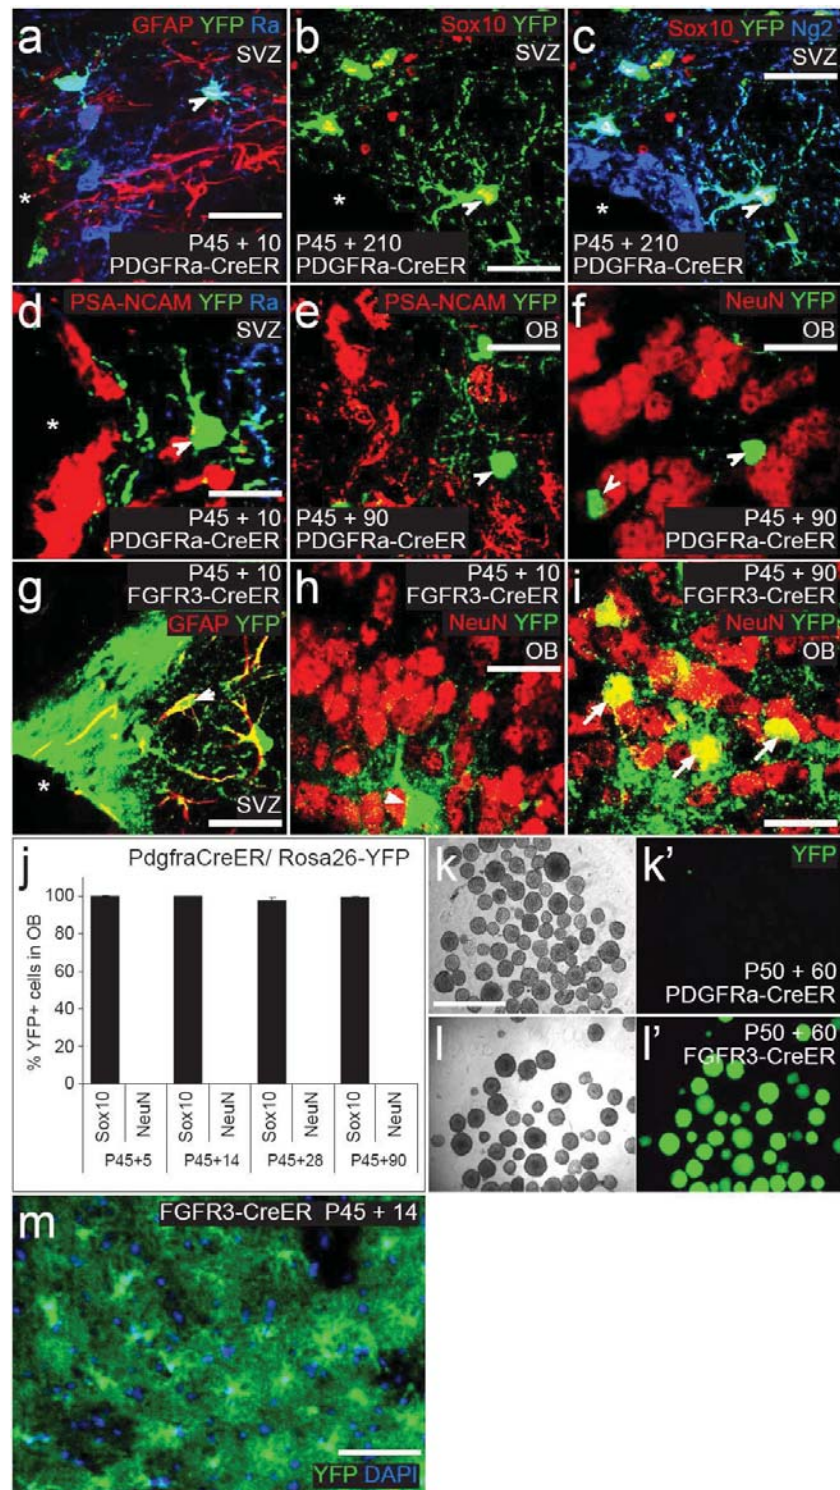 a
GFAP YFP Ra
SVZ
*
P45 + 10
PDGFRa-CreER
b
Sox10 YFP
SVZ
*
P45 + 210
PDGFRa-CreER
c
Sox10 YFP Ng2
SVZ
*
P45 + 210
PDGFRa-CreER
d
PSA-NCAM YFP Ra
SVZ
*
P45 + 10
PDGFRa-CreER
e
PSA-NCAM YFP
OB
P45 + 90
PDGFRa-CreER
f
NeuN YFP
OB
P45 + 90
PDGFRa-CreER
g
P45 + 10
FGFR3-CreER
GFAP YFP
*
SVZ
h
P45 + 10
FGFR3-CreER
NeuN YFP
OB
i
P45 + 90
FGFR3-CreER
NeuN YFP
OB
j
PdgfraCreER/ Rosa26-YFP
% YFP+ cells in OB
100
80
60
40
20
0
Sox10 NeuN Sox10 NeuN Sox10 NeuN Sox10 NeuN
P45+5 P45+14 P45+28 P45+90
k
k'
YFP
P50 + 60
PDGFRa-CreER
l
l'
P50 + 60
FGFR3-CreER
m
FGFR3-CreER P45 + 14
YFP DAPI